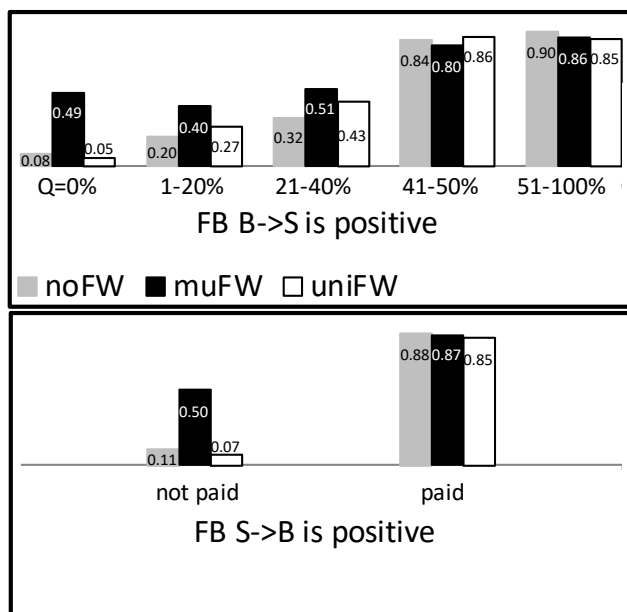 0.08 0.49 0.05 0.20 0.40 0.27 0.32 0.51 0.43 0.84 0.80 0.86 0.90 0.86 0.85
Q=0% 1-20% 21-40% 41-50% 51-100%
FB B->S is positive
noFW muFW uniFW
0.11 0.50 0.07 0.88 0.87 0.85
not paid paid
FB S->B is positive